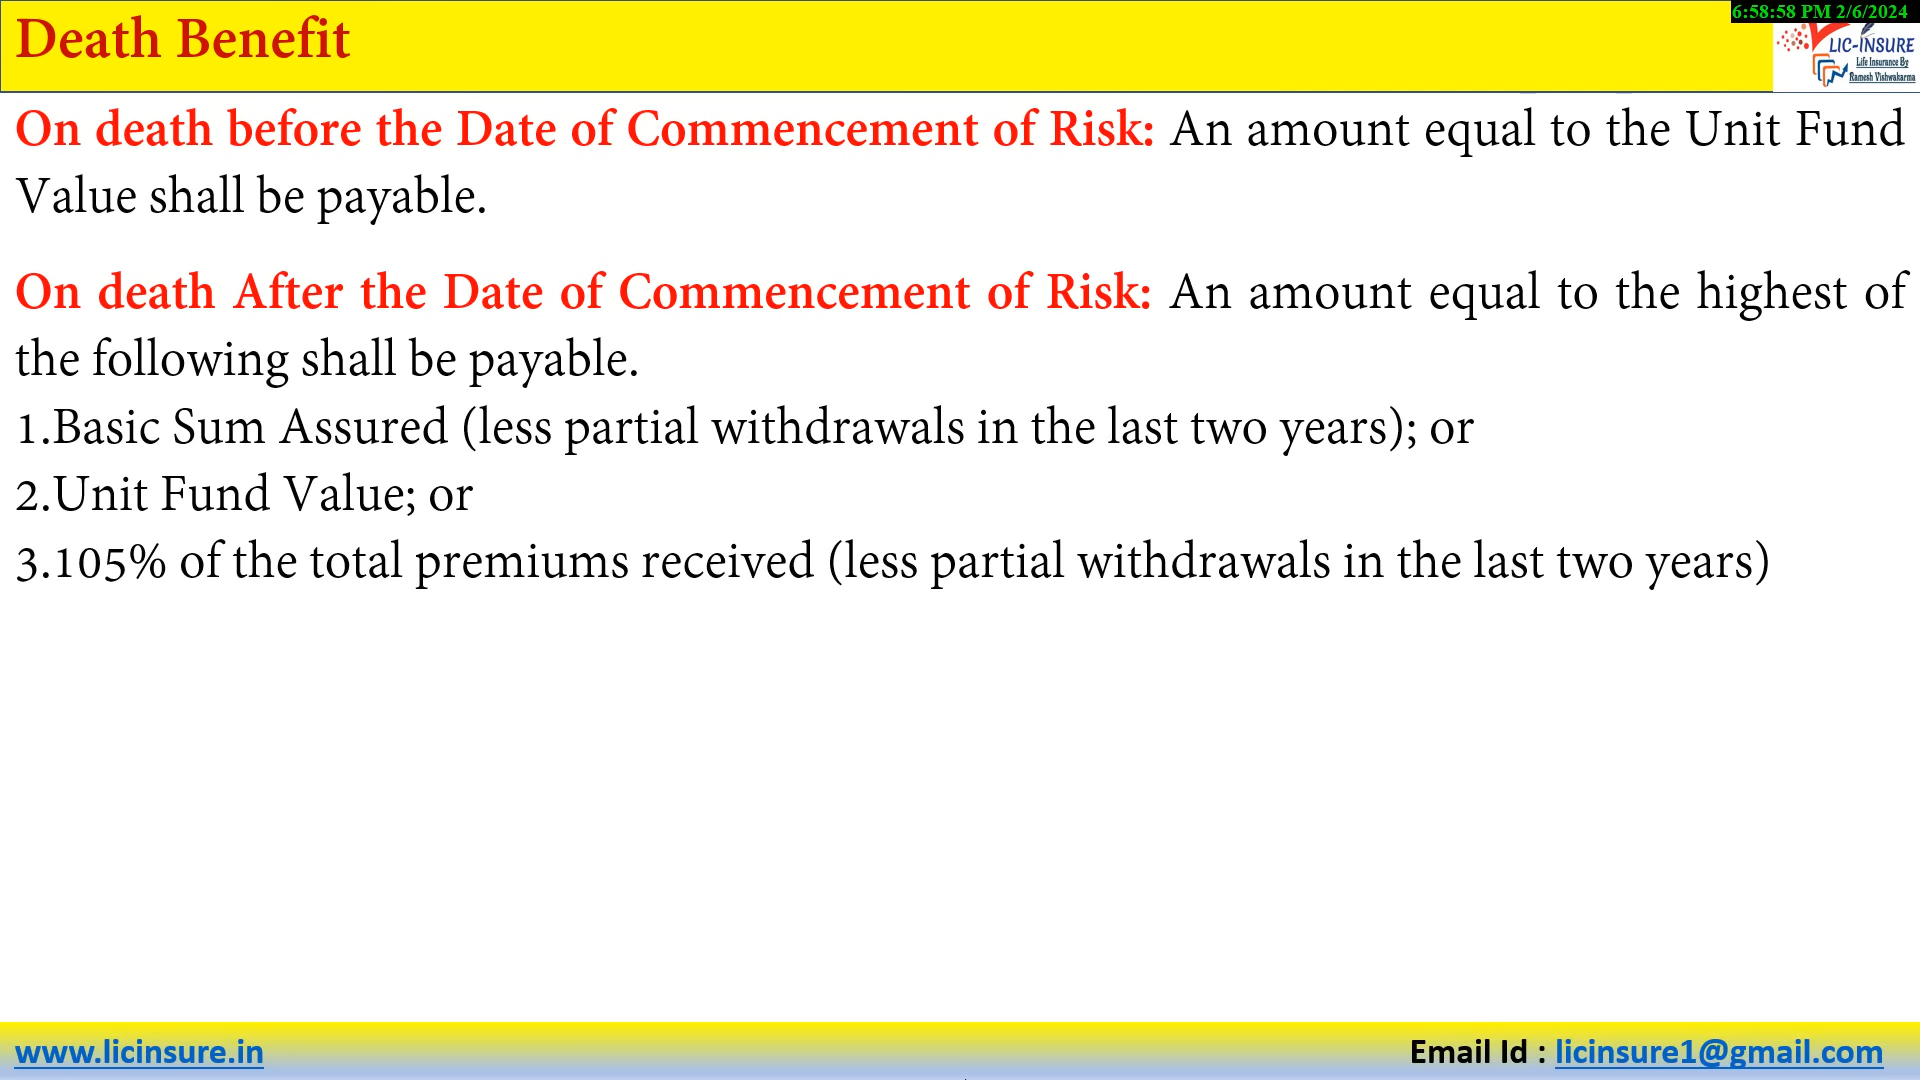 6:58:58 PM 2/6/2024
Death Benefit
LIC-INSURE
Life Insurance By
Ramesh Vishwakarma
On death before the Date of Commencement of Risk: An amount equal to the Unit Fund
Value shall be payable.
On death After the Date of Commencement of Risk: An amount equal to the highest of
the following shall be payable.
1.Basic Sum Assured (less partial withdrawals in the last two years); or
2.Unit Fund Value; or
3.105% of the total premiums received (less partial withdrawals in the last two years)
www.licinsure.in
Email Id : licinsure1@gmail.com